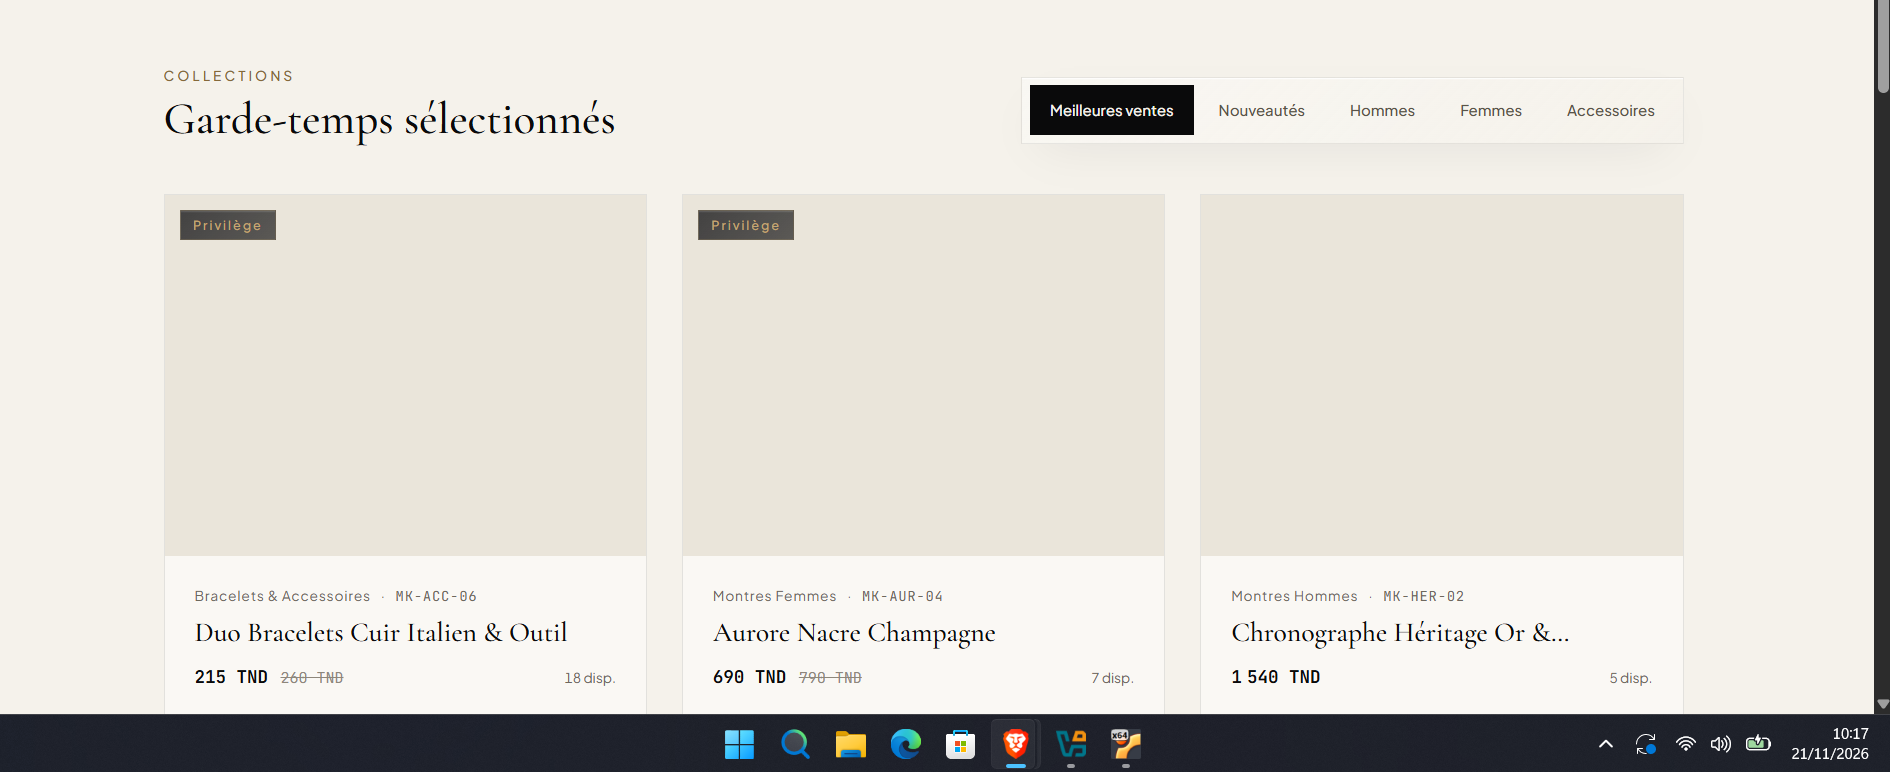 COLLECTIONS
Garde-temps sélectionnés
Meilleures ventes Nouveautés Hommes Femmes Accessoires
Privilège
Privilège
Bracelets & Accessoires · MK-ACC-06
Duo Bracelets Cuir Italien & Outil
215 TND 260 TND 18 disp.
Montres Femmes · MK-AUR-04
Aurore Nacre Champagne
690 TND 790 TND 7 disp.
Montres Hommes · MK-HER-02
Chronographe Héritage Or &...
1 540 TND 5 disp.
x64
10:17
21/11/2026